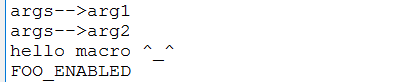 args-->arg1
args-->arg2
hello macro ^_^
FOO_ENABLED